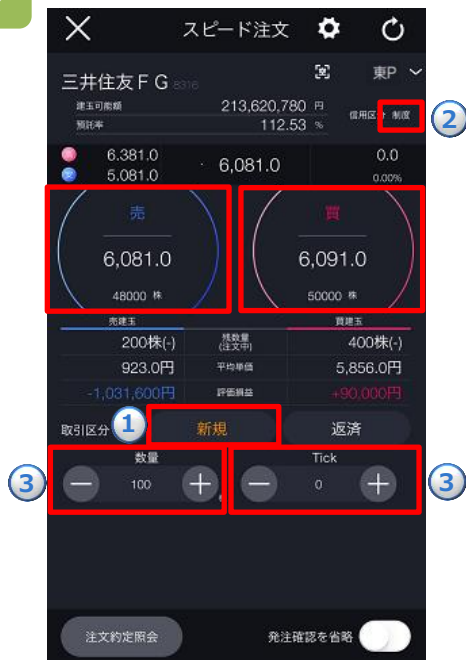 スピード注文
三井住友FG 8316
東P
建玉可能額 213,620,780 円
預託率 112.53 %
信用区分 制度
2
6.381.0
5.081.0
6,081.0
0.0
0.00%
売
6,081.0
48000 株
買
6,091.0
50000 株
売建玉
買建玉
200株(-) 残数量(注文中) 400株(-)
923.0円 平均単価 5,856.0円
-1,031,600円 評価損益 +90,000円
取引区分 1 新規 返済
数量 Tick
3 − 100 + − 0 + 3
注文約定照会 発注確認を省略